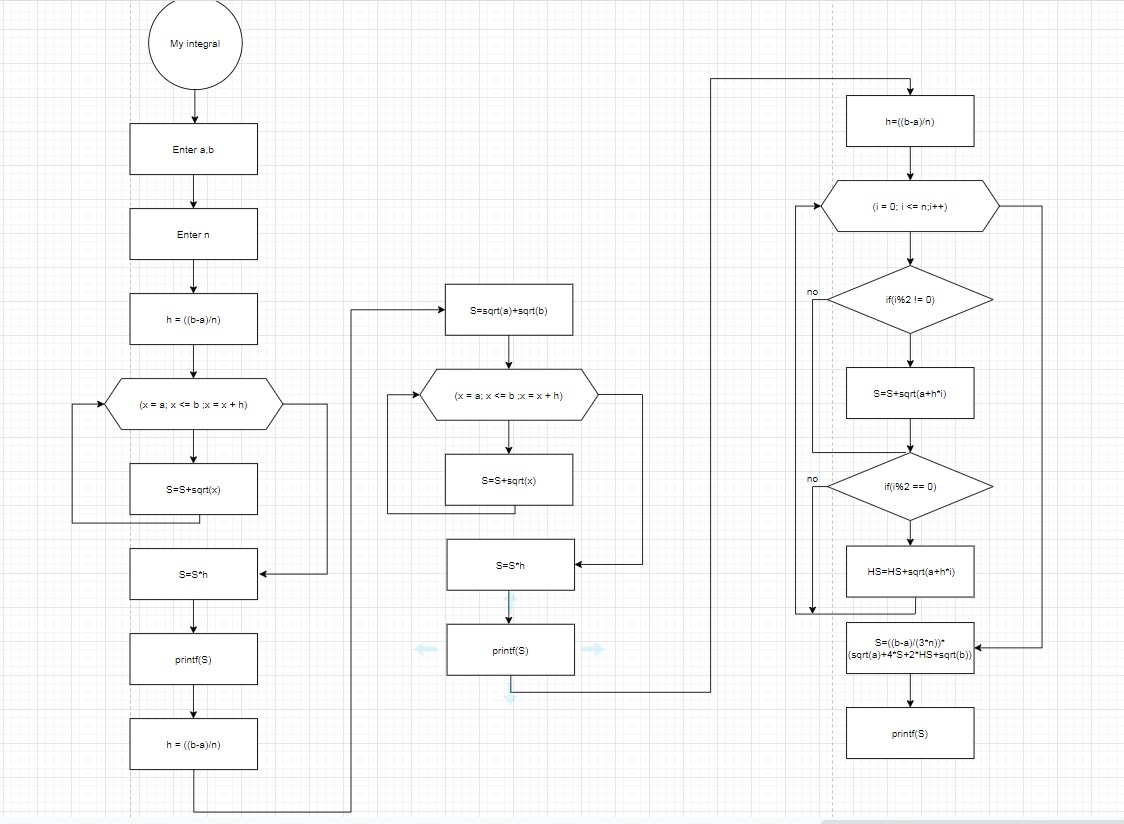 My integral
Enter a,b
Enter n
h = ((b-a)/n)
(x = a; x <= b ;x = x + h)
S=S+sqrt(x)
S=S*h
printf(S)
h = ((b-a)/n)
S=sqrt(a)+sqrt(b)
(x = a; x <= b ;x = x + h)
S=S+sqrt(x)
S=S*h
printf(S)
h=((b-a)/n)
(i = 0; i <= n;i++)
no
if(i%2 != 0)
S=S+sqrt(a+h*i)
no
if(i%2 == 0)
HS=HS+sqrt(a+h*i)
S=((b-a)/(3*n))*
(sqrt(a)+4*S+2*HS+sqrt(b))
printf(S)